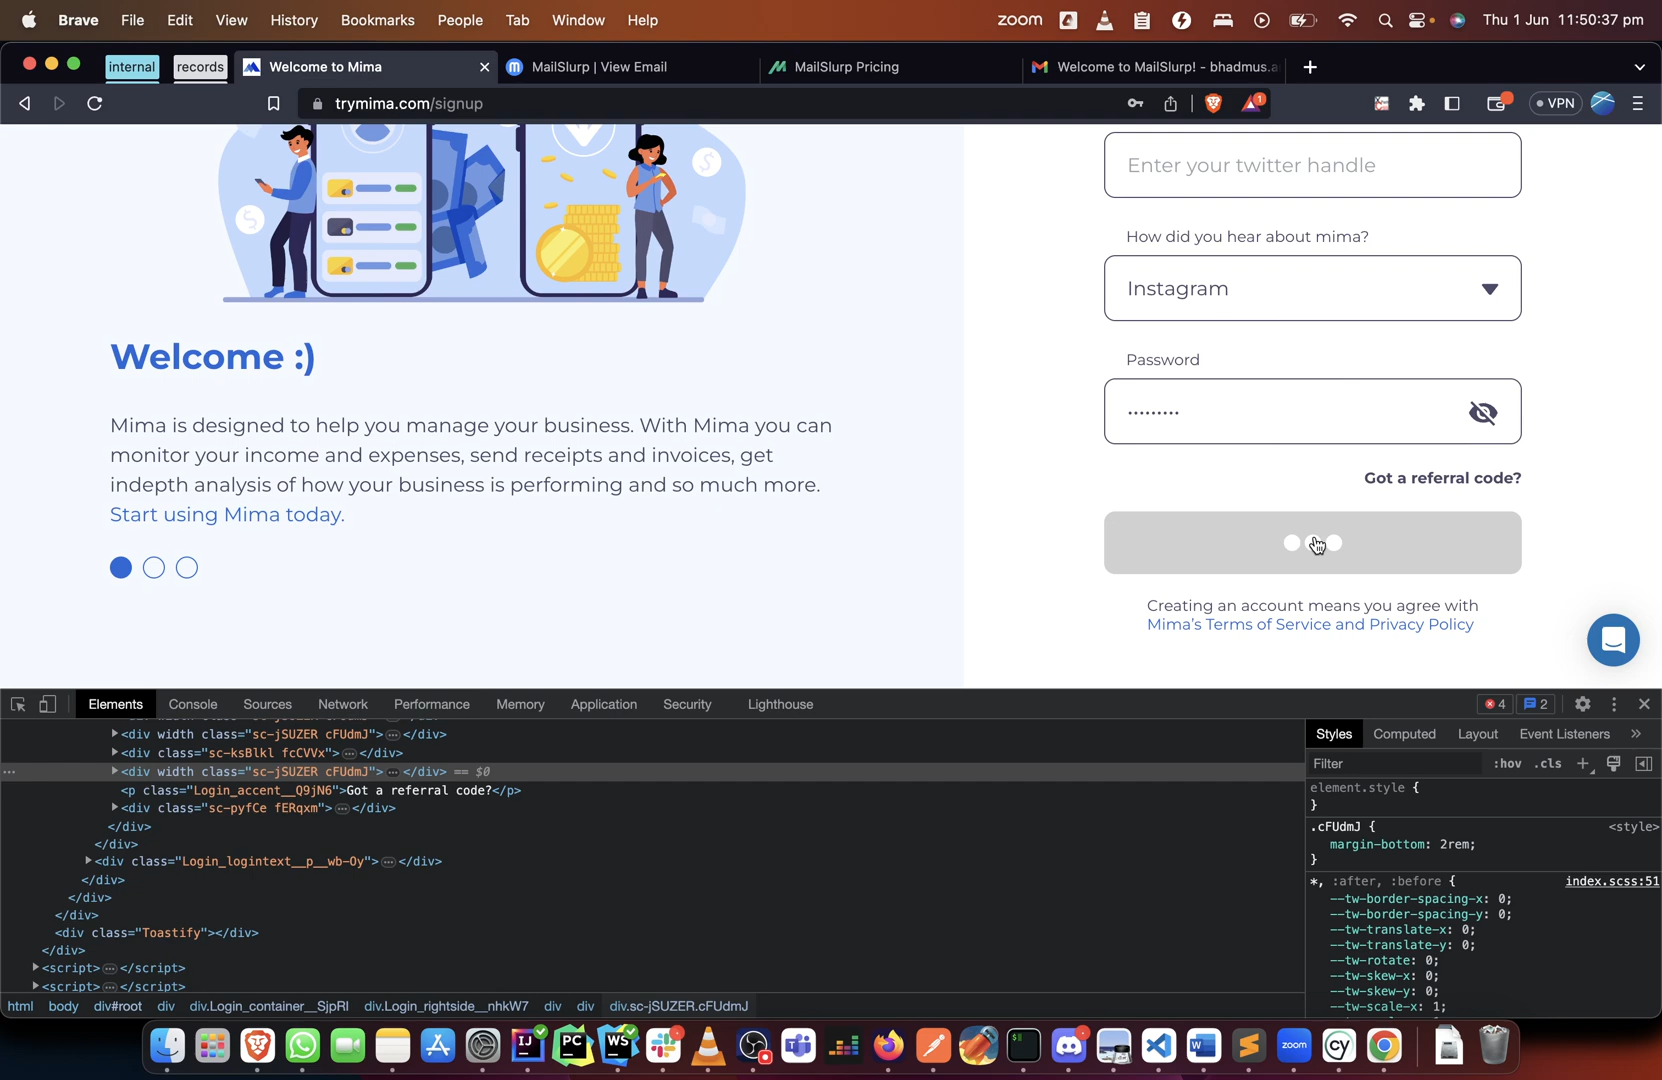 Brave File Edit View History Bookmarks People Tab Window Help zoom Thu 1 Jun 11:50:37 pm
internal records Welcome to Mima MailSlurp | View Email MailSlurp Pricing Welcome to MailSlurp! - bhadmus.a
trymima.com/signup 1 VPN
Enter your twitter handle
How did you hear about mima?
Instagram
Password
Got a referral code?
Creating an account means you agree with
Mima's Terms of Service and Privacy Policy
Welcome :)
Mima is designed to help you manage your business. With Mima you can
monitor your income and expenses, send receipts and invoices, get
indepth analysis of how your business is performing and so much more.
Start using Mima today.
Elements Console Sources Network Performance Memory Application Security Lighthouse 4 2
<div width class="sc-jSUZER cFUdmJ"> … </div>
<div class="sc-ksBlkl fcCVVx"> … </div>
<div width class="sc-jSUZER cFUdmJ"> … </div> == $0
<p class="Login_accent__Q9jN6">Got a referral code?</p>
<div class="sc-pyfCe fERqxm"> … </div>
</div>
</div>
<div class="Login_logintext__p__wb-Oy"> … </div>
</div>
</div>
</div>
<div class="Toastify"></div>
</div>
<script> … </script>
<script> … </script>
html body div#root div div.Login_container__SjpRI div.Login_rightside__nhkW7 div div div.sc-jSUZER.cFUdmJ
Styles Computed Layout Event Listeners »
Filter :hov .cls +
element.style {
}
.cFUdmJ { <style>
margin-bottom: 2rem;
}
*, :after, :before { index.scss:51
--tw-border-spacing-x: 0;
--tw-border-spacing-y: 0;
--tw-translate-x: 0;
--tw-translate-y: 0;
--tw-rotate: 0;
--tw-skew-x: 0;
--tw-skew-y: 0;
--tw-scale-x: 1;
IJ PC WS W zoom cy